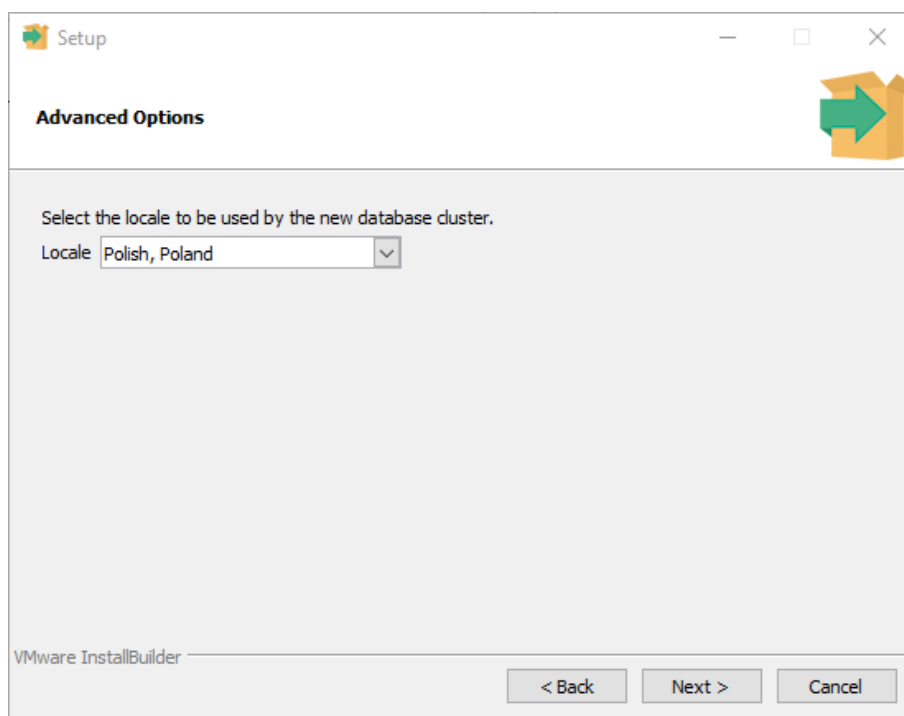 Setup
Advanced Options
Select the locale to be used by the new database cluster.
Locale Polish, Poland
VMware InstallBuilder
< Back Next > Cancel